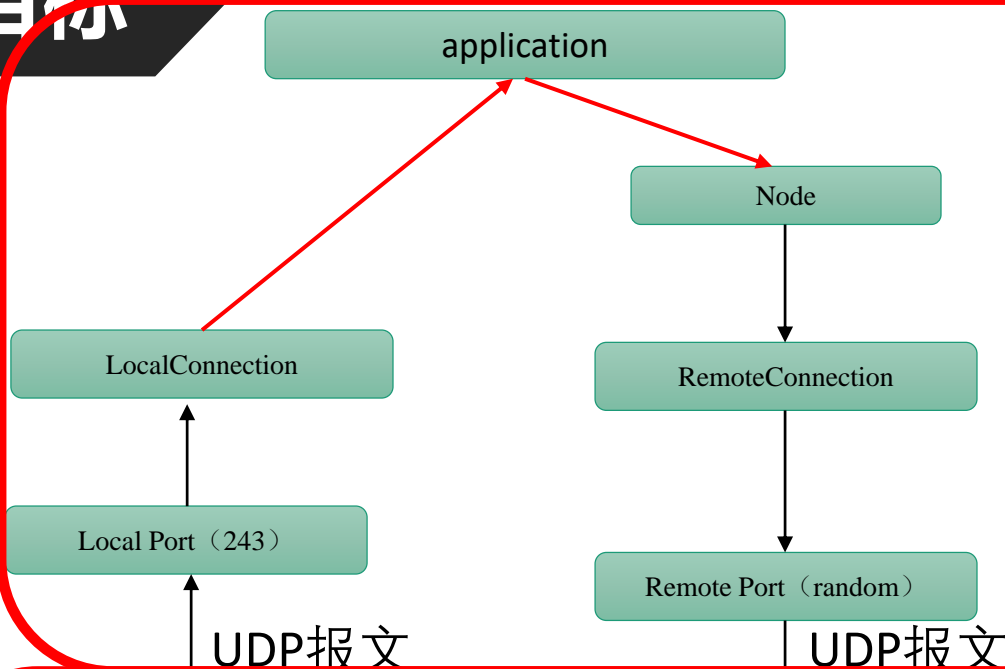 application
Node
LocalConnection
RemoteConnection
Local Port（243）
Remote Port（random）
UDP报文
UDP报文